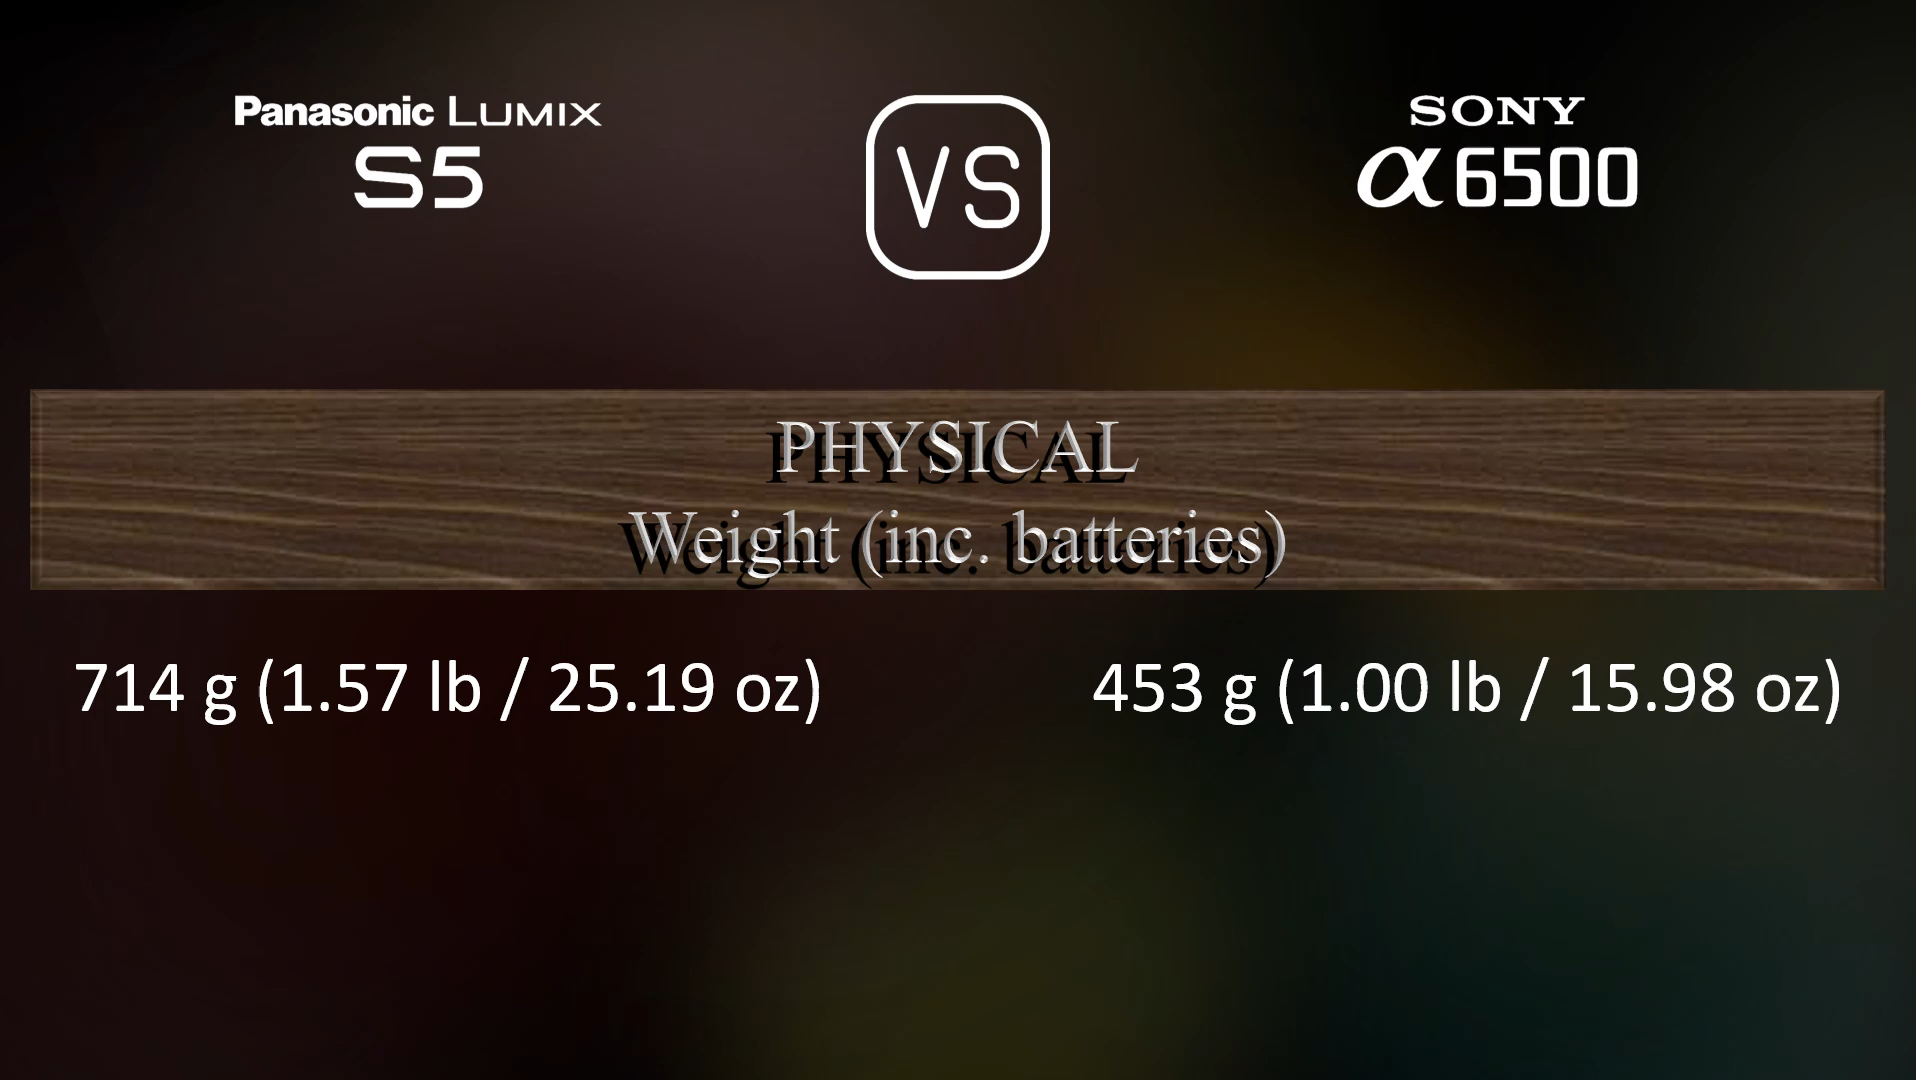 Panasonic LUMIX
S5
VS
SONY
α6500
PHYSICAL
Weight (inc. batteries)
714 g (1.57 lb / 25.19 oz)
453 g (1.00 lb / 15.98 oz)